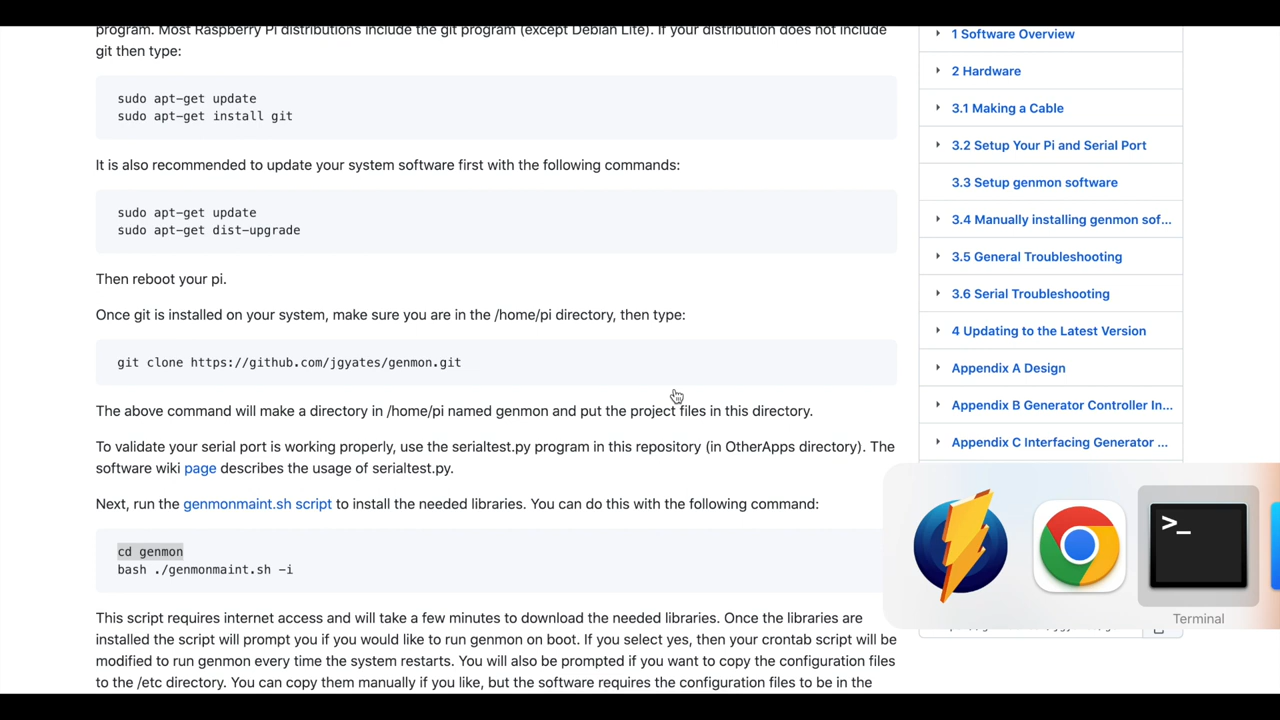 program. Most Raspberry Pi distributions include the git program (except Debian Lite). If your distribution does not include
git then type:
sudo apt-get update
sudo apt-get install git
It is also recommended to update your system software first with the following commands:
sudo apt-get update
sudo apt-get dist-upgrade
Then reboot your pi.
Once git is installed on your system, make sure you are in the /home/pi directory, then type:
git clone https://github.com/jgyates/genmon.git
The above command will make a directory in /home/pi named genmon and put the project files in this directory.
To validate your serial port is working properly, use the serialtest.py program in this repository (in OtherApps directory). The
software wiki page describes the usage of serialtest.py.
Next, run the genmonmaint.sh script to install the needed libraries. You can do this with the following command:
cd genmon
bash ./genmonmaint.sh -i
This script requires internet access and will take a few minutes to download the needed libraries. Once the libraries are
installed the script will prompt you if you would like to run genmon on boot. If you select yes, then your crontab script will be
modified to run genmon every time the system restarts. You will also be prompted if you want to copy the configuration files
to the /etc directory. You can copy them manually if you like, but the software requires the configuration files to be in the
1 Software Overview
2 Hardware
3.1 Making a Cable
3.2 Setup Your Pi and Serial Port
3.3 Setup genmon software
3.4 Manually installing genmon sof...
3.5 General Troubleshooting
3.6 Serial Troubleshooting
4 Updating to the Latest Version
Appendix A Design
Appendix B Generator Controller In...
Appendix C Interfacing Generator ...
>_
Terminal